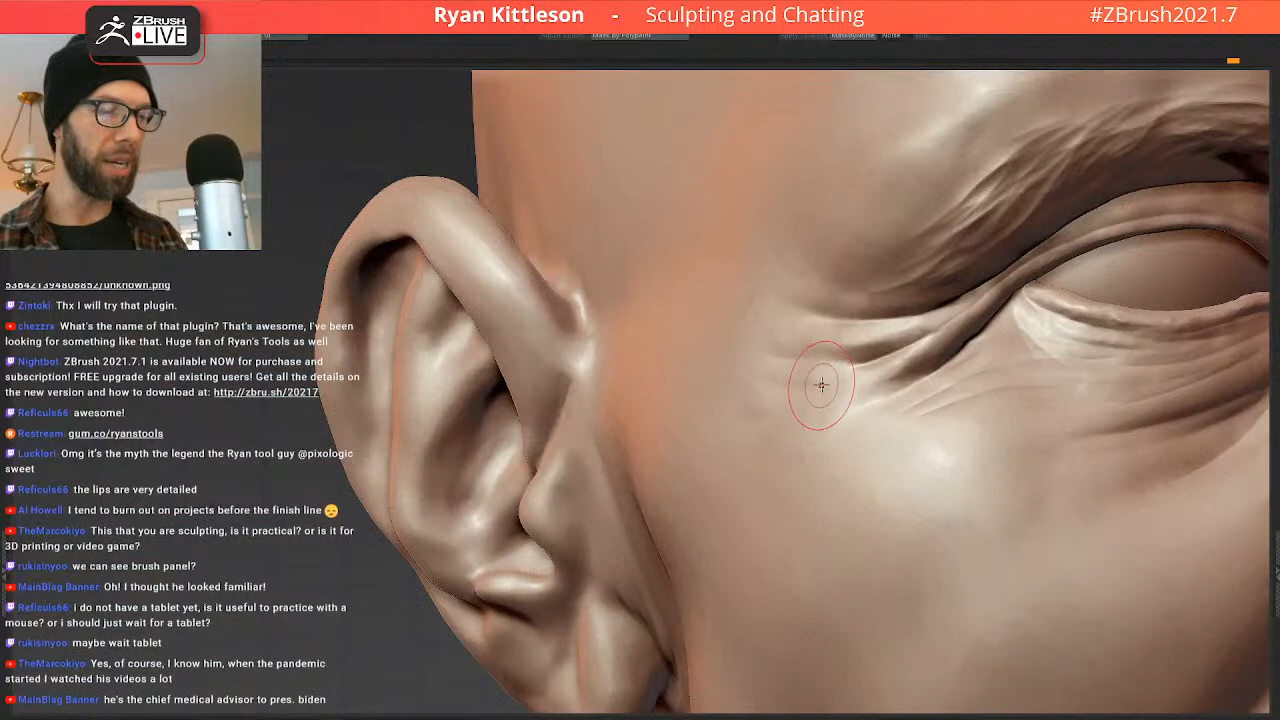 Ryan Kittleson - Sculpting and Chatting #ZBrush2021.7
ZBRUSH
LIVE
Mask By Polypaint
MaskByNoise Noise
536421394808852/unknown.png
Zintoki: Thx I will try that plugin.
chezzrx What's the name of that plugin? That's awesome, I've been
looking for something like that. Huge fan of Ryan's Tools as well
Nightbot: ZBrush 2021.7.1 is available NOW for purchase and
subscription! FREE upgrade for all existing users! Get all the details on
the new version and how to download at: http://zbru.sh/20217
Reficuls66: awesome!
Restream: gum.co/ryanstools
Lucklori: Omg it's the myth the legend the Ryan tool guy @pixologic
sweet
Reficuls66 the lips are very detailed
Al Howell: I tend to burn out on projects before the finish line
TheMarcokiyo: This that you are sculpting, is it practical? or is it for
3D printing or video game?
rukisinyoo: we can see brush panel?
MainBlag Banner: Oh! I thought he looked familiar!
Reficuls66: i do not have a tablet yet, is it useful to practice with a
mouse? or i should just wait for a tablet?
rukisinyoo: maybe wait tablet
TheMarcokiyo: Yes, of course, I know him, when the pandemic
started I watched his videos a lot
MainBlag Banner: he's the chief medical advisor to pres. biden